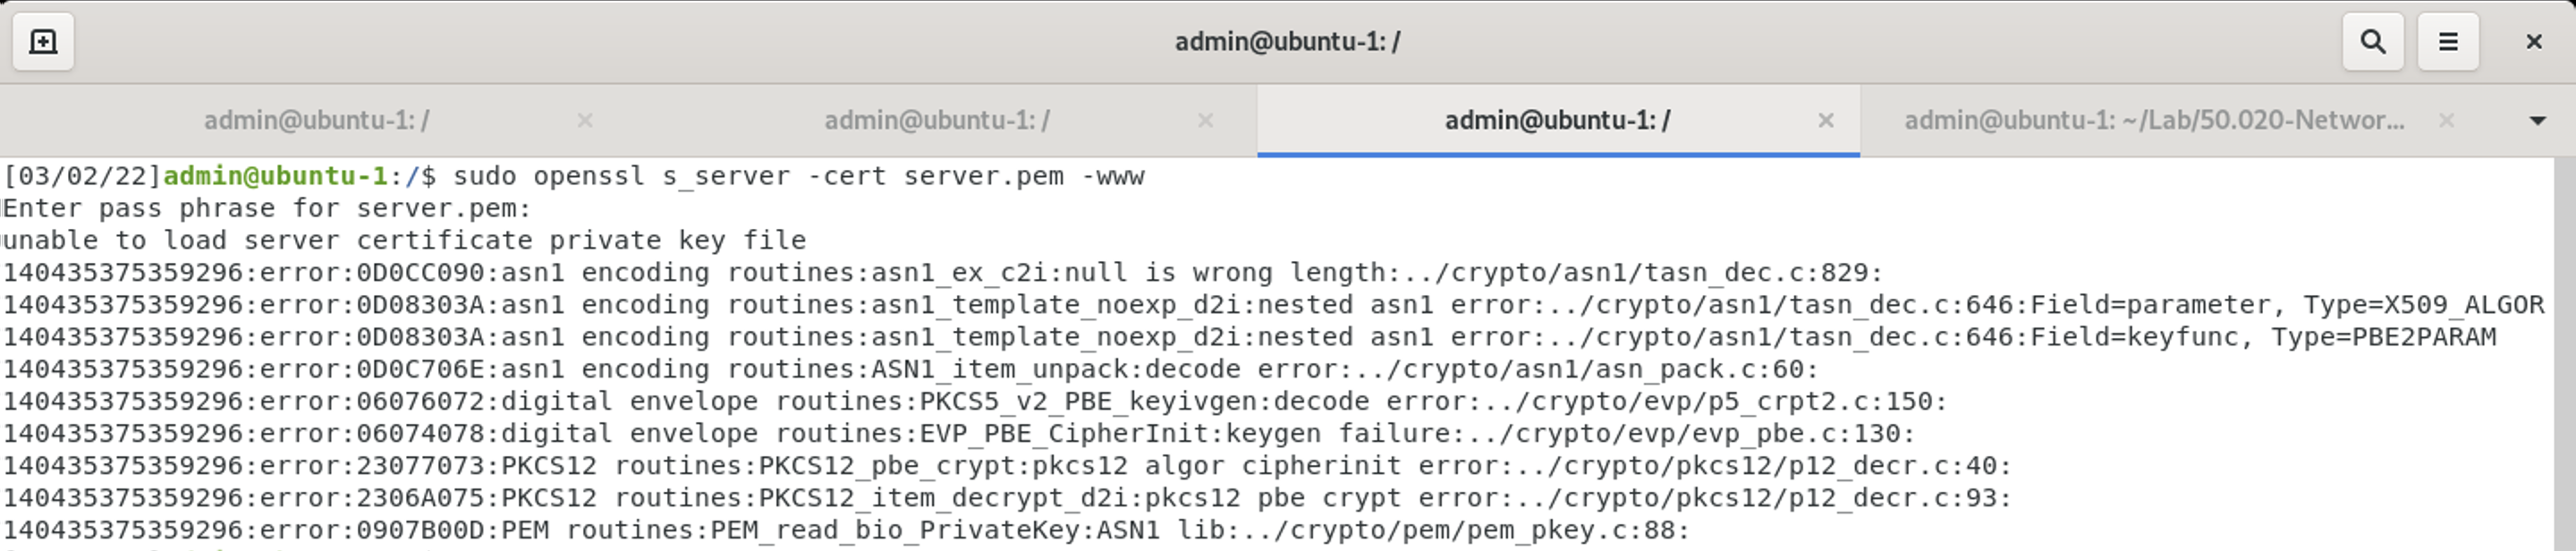 admin@ubuntu-1: /
admin@ubuntu-1: /
admin@ubuntu-1: /
admin@ubuntu-1: /
admin@ubuntu-1: ~/Lab/50.020-Networ...
[03/02/22]admin@ubuntu-1:/$ sudo openssl s_server -cert server.pem -www
Enter pass phrase for server.pem:
unable to load server certificate private key file
140435375359296:error:0D0CC090:asn1 encoding routines:asn1_ex_c2i:null is wrong length:../crypto/asn1/tasn_dec.c:829:
140435375359296:error:0D08303A:asn1 encoding routines:asn1_template_noexp_d2i:nested asn1 error:../crypto/asn1/tasn_dec.c:646:Field=parameter, Type=X509_ALGOR
140435375359296:error:0D08303A:asn1 encoding routines:asn1_template_noexp_d2i:nested asn1 error:../crypto/asn1/tasn_dec.c:646:Field=keyfunc, Type=PBE2PARAM
140435375359296:error:0D0C706E:asn1 encoding routines:ASN1_item_unpack:decode error:../crypto/asn1/asn_pack.c:60:
140435375359296:error:06076072:digital envelope routines:PKCS5_v2_PBE_keyivgen:decode error:../crypto/evp/p5_crpt2.c:150:
140435375359296:error:06074078:digital envelope routines:EVP_PBE_CipherInit:keygen failure:../crypto/evp/evp_pbe.c:130:
140435375359296:error:23077073:PKCS12 routines:PKCS12_pbe_crypt:pkcs12 algor cipherinit error:../crypto/pkcs12/p12_decr.c:40:
140435375359296:error:2306A075:PKCS12 routines:PKCS12_item_decrypt_d2i:pkcs12 pbe crypt error:../crypto/pkcs12/p12_decr.c:93:
140435375359296:error:0907B00D:PEM routines:PEM_read_bio_PrivateKey:ASN1 lib:../crypto/pem/pem_pkey.c:88: